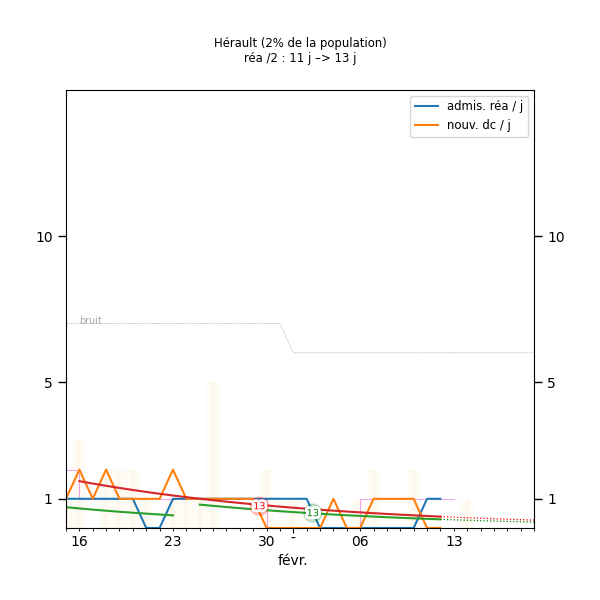 Hérault (2% de la population)
réa /2 : 11 j –> 13 j
admis. réa / j
nouv. dc / j
10
10
bruit
5
5
13
13
1
1
16
23
30
-
06
13
févr.